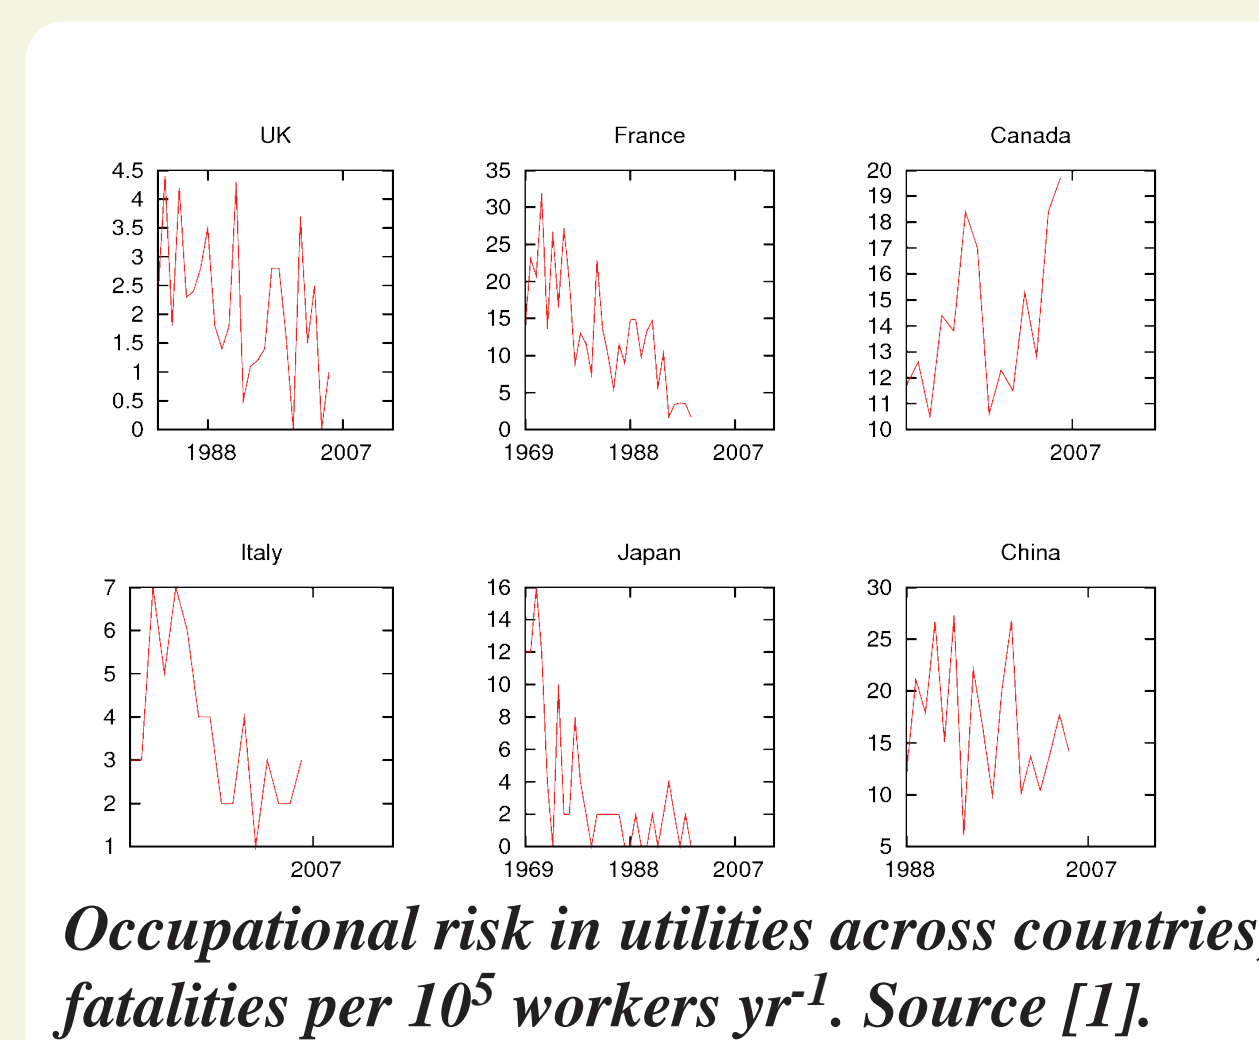 UK France Canada
4.5 35 20
4 30 19
3.5 25 18
3 20 17
2.5 15 16
2 10 15
1.5 5 14
1 0 13
0.5 12
0 11
10
1988 2007 1969 1988 2007 2007
Italy Japan China
7 16 30
6 14 25
5 12 20
4 10 15
3 8 10
2 6 5
1 4
2
0
2007 1969 1988 2007 1988 2007
Occupational risk in utilities across countries,
fatalities per 10⁵ workers yr⁻¹. Source [1].